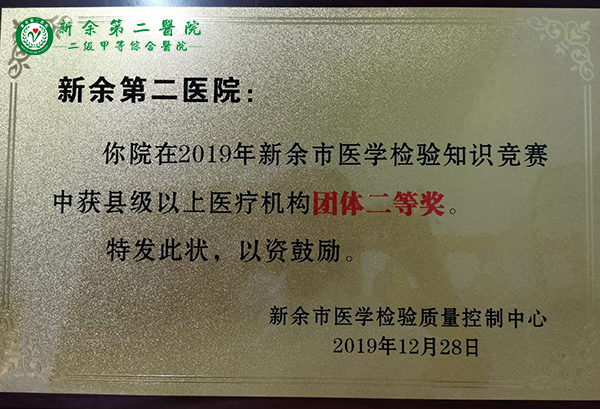 新余第二醫院
二级甲等综合醫院
新余第二医院：
你院在2019年新余市医学检验知识竞赛
中获县级以上医疗机构团体二等奖。
特发此状，以资鼓励。
新余市医学检验质量控制中心
2019年12月28日